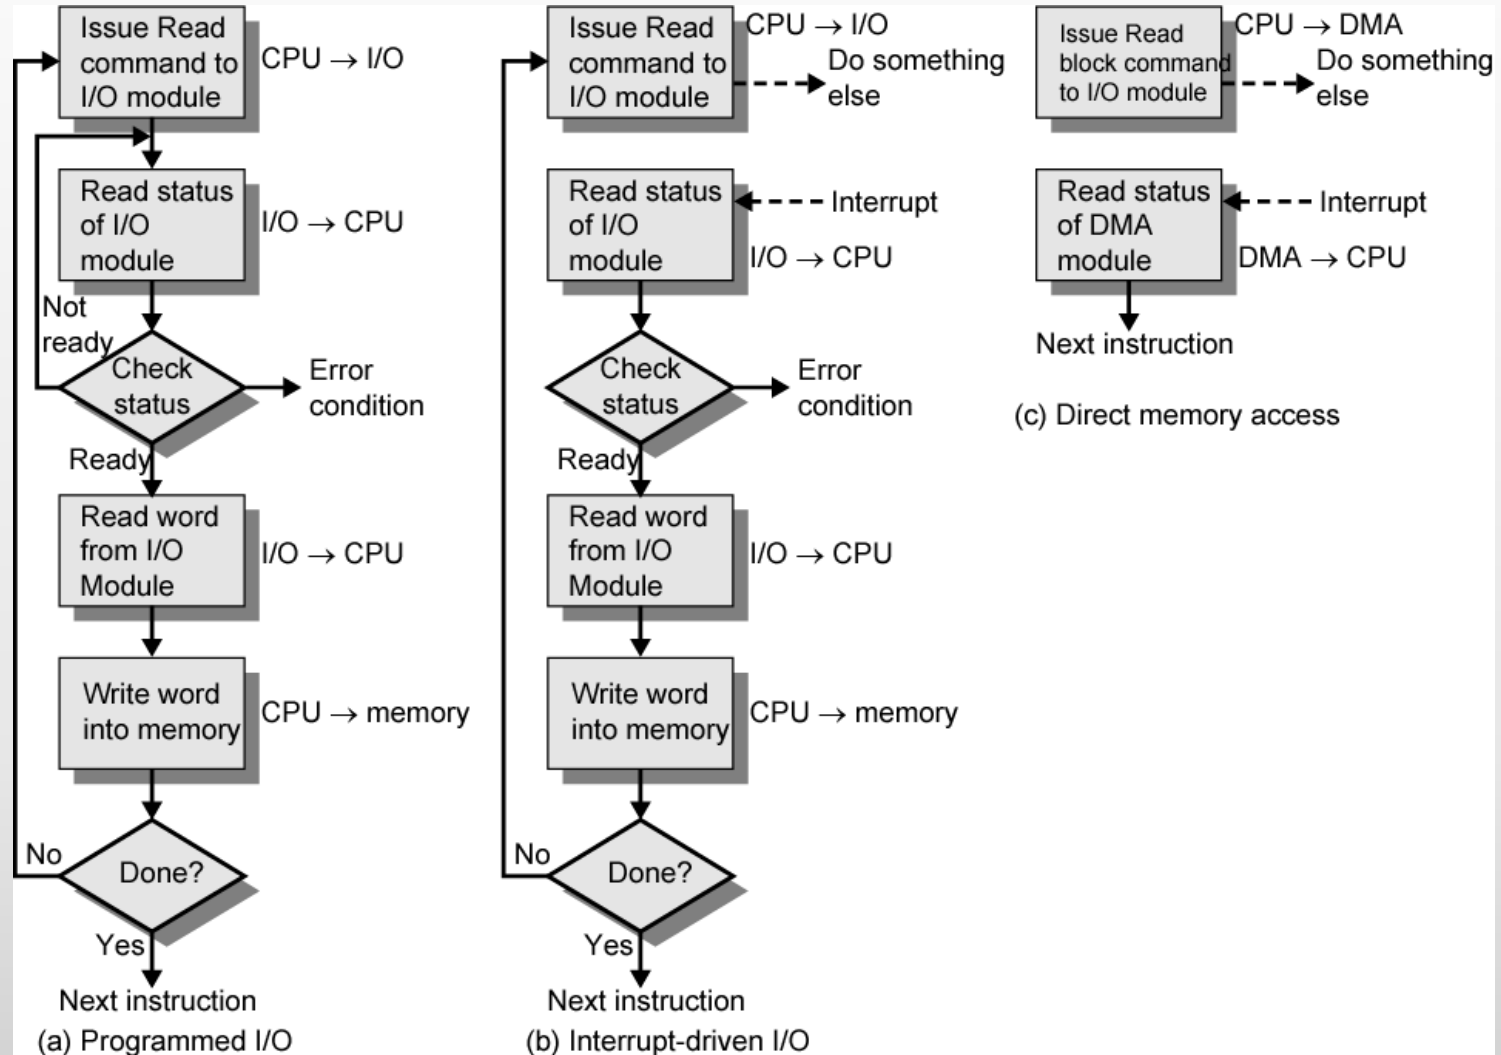 Issue Read
command to
I/O module
CPU → I/O
Read status
of I/O
module
I/O → CPU
Not
ready
Check
status
Error
condition
Ready
Read word
from I/O
Module
I/O → CPU
Write word
into memory
CPU → memory
No
Done?
Yes
Next instruction
(a) Programmed I/O
Issue Read
command to
I/O module
CPU → I/O
Do something
else
Read status
of I/O
module
Interrupt
I/O → CPU
Check
status
Error
condition
Ready
Read word
from I/O
Module
I/O → CPU
Write word
into memory
CPU → memory
No
Done?
Yes
Next instruction
(b) Interrupt-driven I/O
Issue Read
block command
to I/O module
CPU → DMA
Do something
else
Read status
of DMA
module
Interrupt
DMA → CPU
Next instruction
(c) Direct memory access